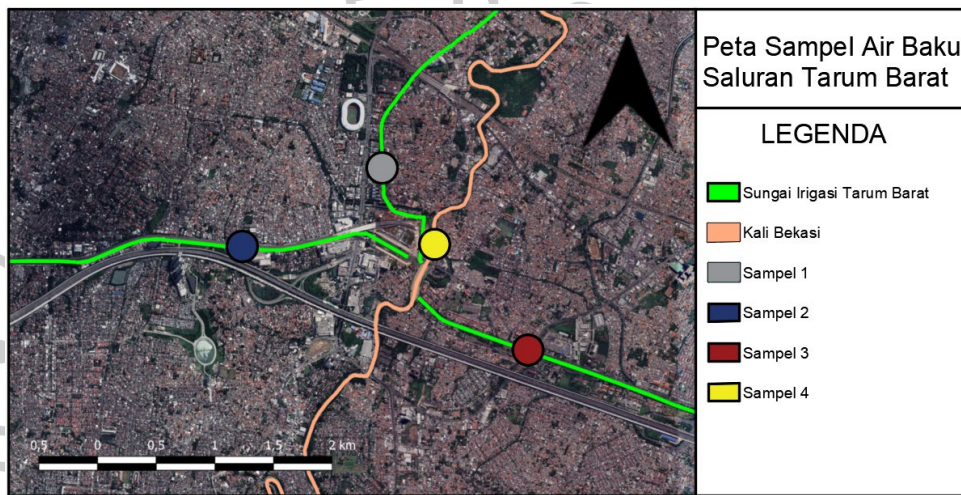 Peta Sampel Air Baku
Saluran Tarum Barat
LEGENDA
Sungai Irigasi Tarum Barat
Kali Bekasi
Sampel 1
Sampel 2
Sampel 3
Sampel 4
0,5 0 0,5 1 1,5 2 km